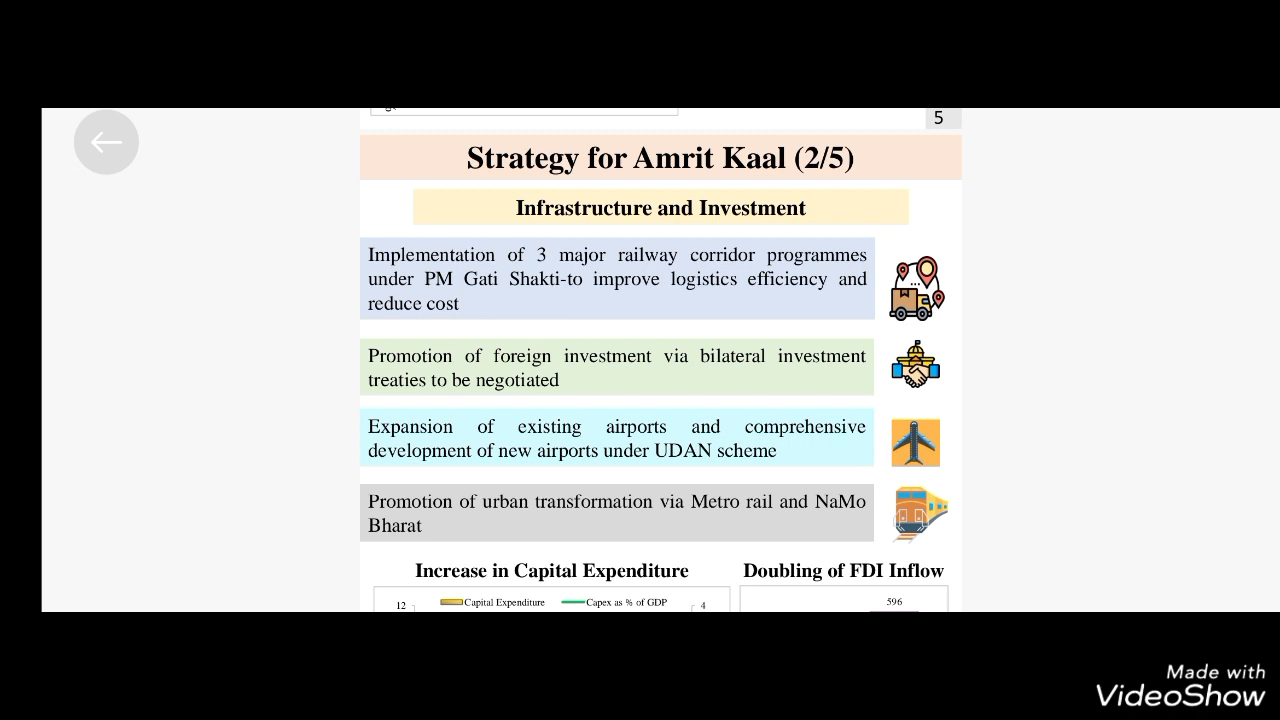 5
Strategy for Amrit Kaal (2/5)
Infrastructure and Investment
Implementation of 3 major railway corridor programmes
under PM Gati Shakti-to improve logistics efficiency and
reduce cost
Promotion of foreign investment via bilateral investment
treaties to be negotiated
Expansion of existing airports and comprehensive
development of new airports under UDAN scheme
Promotion of urban transformation via Metro rail and NaMo
Bharat
Increase in Capital Expenditure
Doubling of FDI Inflow
12
Capital Expenditure
Capex as % of GDP
4
596
Made with
VideoShow